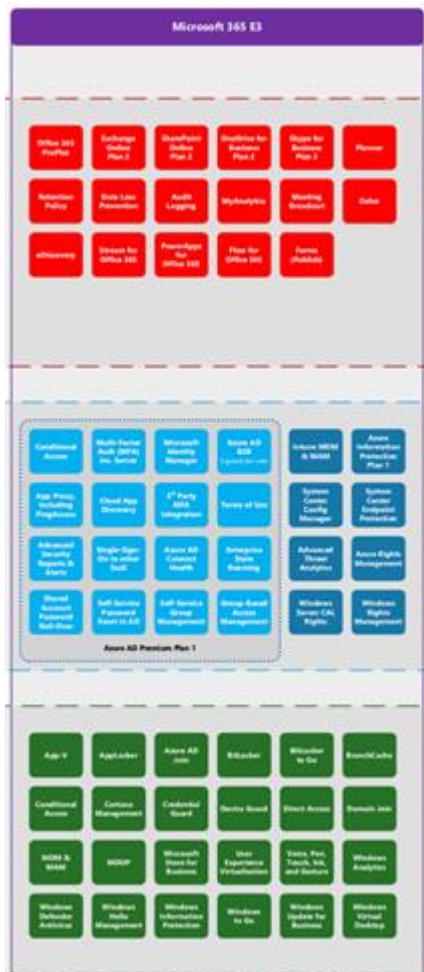 Microsoft 365 E3
Office 365
ProPlus
Exchange
Online
Plan 2
SharePoint
Online
Plan 2
OneDrive for
Business
Plan 2
Skype for
Business
Plan 2
Planner
Retention
Policy
Data Loss
Prevention
Audit
Logging
MyAnalytics
Meeting
Broadcast
Delve
eDiscovery
Stream for
Office 365
PowerApps
for
Office 365
Flow for
Office 365
Forms
(Publish)
Conditional
Access
Multi-Factor
Auth (MFA)
inc. Server
Microsoft
Identity
Manager
Azure AD
B2B
Intune MDM
& MAM
Azure
Information
Protection
Plan 1
App Proxy,
including
PingAccess
Cloud App
Discovery
3rd Party
MFA
Integration
Terms of Use
System
Center
Config
Manager
System
Center
Endpoint
Protection
Advanced
Security
Reports &
Alerts
Single-Sign-
On to other
SaaS
Azure AD
Connect
Health
Enterprise
State
Roaming
Advanced
Threat
Analytics
Azure Rights
Management
Shared
Account
Password
Roll-Over
Self-Service
Password
Reset in AD
Self-Service
Group
Management
Group-Based
Access
Management
Windows
Server CAL
Rights
Windows
Rights
Management
Azure AD Premium Plan 1
App-V
AppLocker
Azure AD
Join
BitLocker
BitLocker
to Go
BranchCache
Conditional
Access
Cortana
Management
Credential
Guard
Device Guard
Direct Access
Domain Join
MDM &
MAM
MDOP
Microsoft
Store for
Business
User
Experience
Virtualization
Voice, Pen,
Touch, Ink,
and Gesture
Windows
Analytics
Windows
Defender
Antivirus
Windows
Hello
Management
Windows
Information
Protection
Windows
to Go
Windows
Update for
Business
Windows
Virtual
Desktop